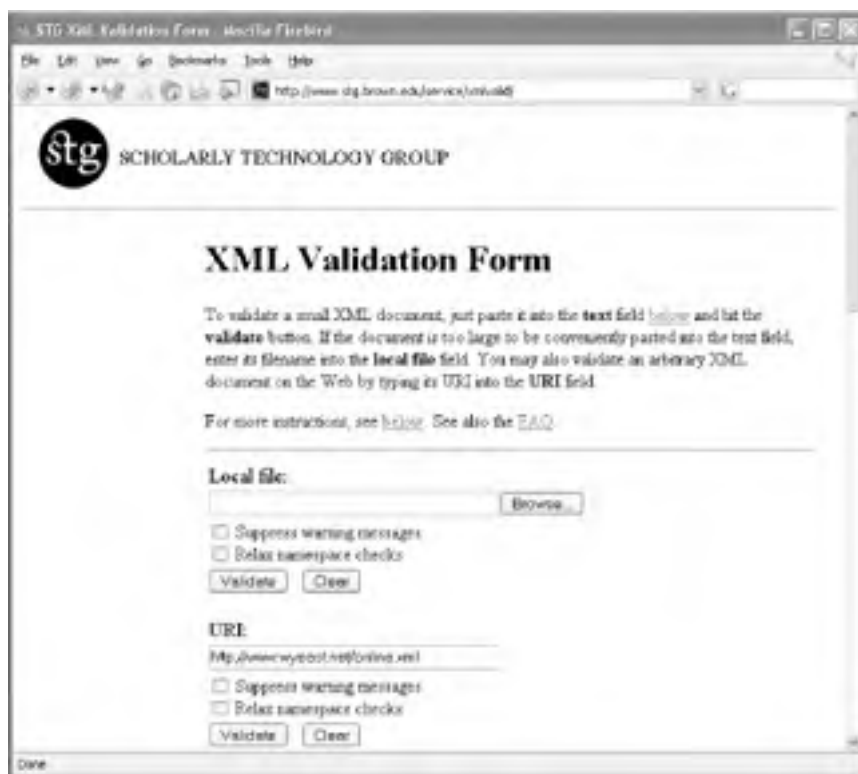 STG XML Validation Form - Mozilla Firebird
File Edit View Go Bookmarks Tools Help
http://www.stg.brown.edu/service/xmlvalid/
stg SCHOLARLY TECHNOLOGY GROUP
XML Validation Form
To validate a small XML document, just paste it into the text field below and hit the
validate button. If the document is too large to be conveniently pasted into the text field,
enter its filename into the local file field. You may also validate an arbitrary XML
document on the Web by typing its URI into the URI field.
For more instructions, see below. See also the FAQ.
Local file:
Browse...
Suppress warning messages
Relax namespace checks
Validate Clear
URI:
http://www.wyeast.net/online.xml
Suppress warning messages
Relax namespace checks
Validate Clear
Done